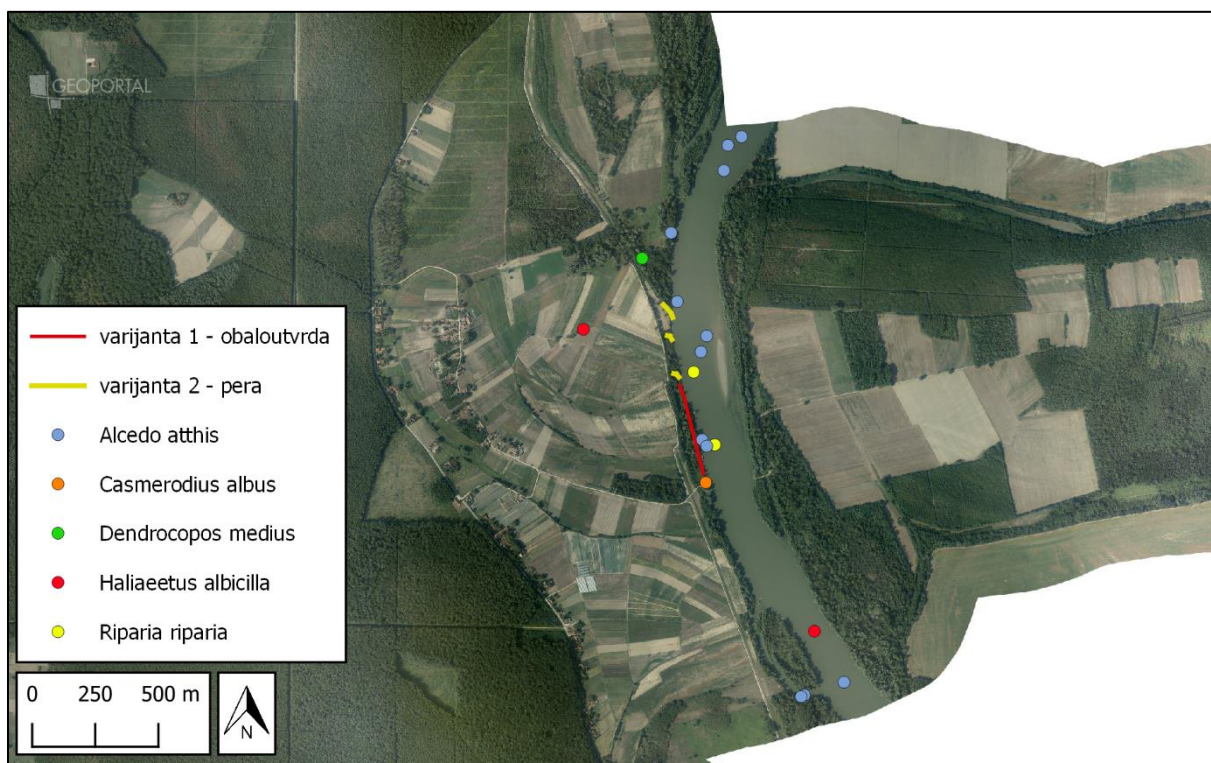 GEOPORTAL
varijanta 1 - obaloutvrda
varijanta 2 - pera
Alcedo atthis
Casmerodius albus
Dendrocopos medius
Haliaeetus albicilla
Riparia riparia
0 250 500 m
N